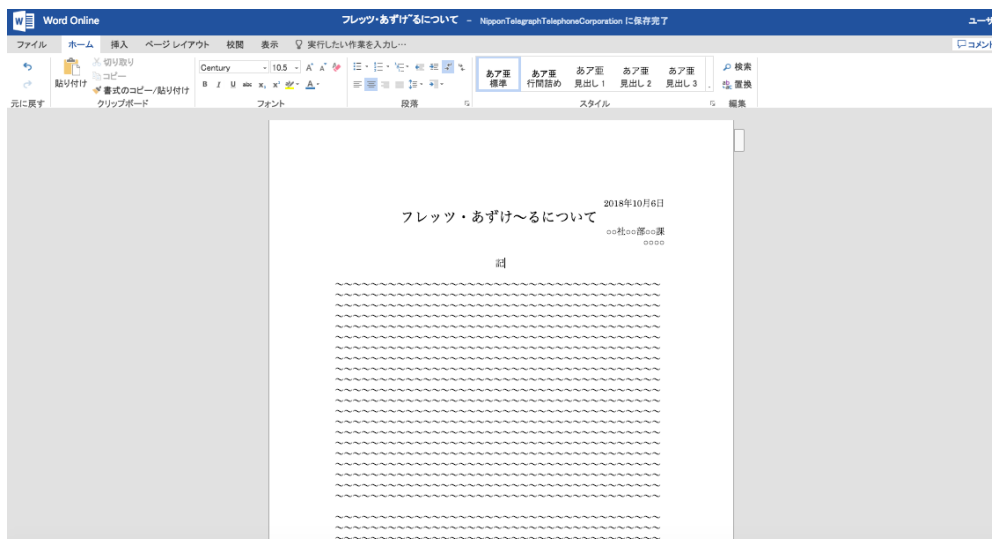 Word Online フレッツ・あずけ~るについて - NipponTelegraphTelephoneCorporation に保存完了 ユーザ
ファイル ホーム 挿入 ページ レイアウト 校閲 表示 実行したい作業を入力し… コメント
切り取り
コピー
貼り付け 書式のコピー/貼り付け
元に戻す クリップボード
Century 10.5
B I U abc x₂ x²
フォント
段落
あア亜 あア亜 あア亜 あア亜 あア亜
標準 行間詰め 見出し 1 見出し 2 見出し 3
スタイル
検索
置換
編集
2018年10月6日
フレッツ・あずけ～るについて
○○社○○部○○課
○○○○
記
～～～～～～～～～～～～～～～～～～～～～～～～～～～～～～～～～～～～～
～～～～～～～～～～～～～～～～～～～～～～～～～～～～～～～～～～～～～
～～～～～～～～～～～～～～～～～～～～～～～～～～～～～～～～～～～～～
～～～～～～～～～～～～～～～～～～～～～～～～～～～～～～～～～～～～～